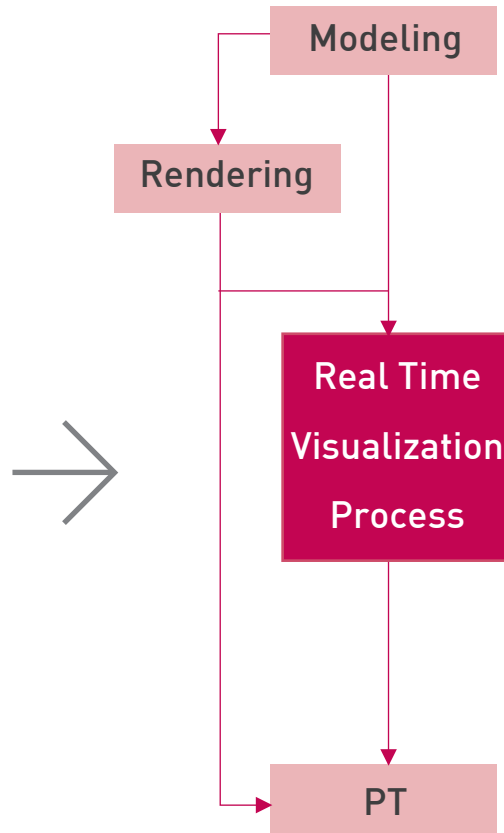 Modeling
Rendering
Real Time
Visualization
Process
PT